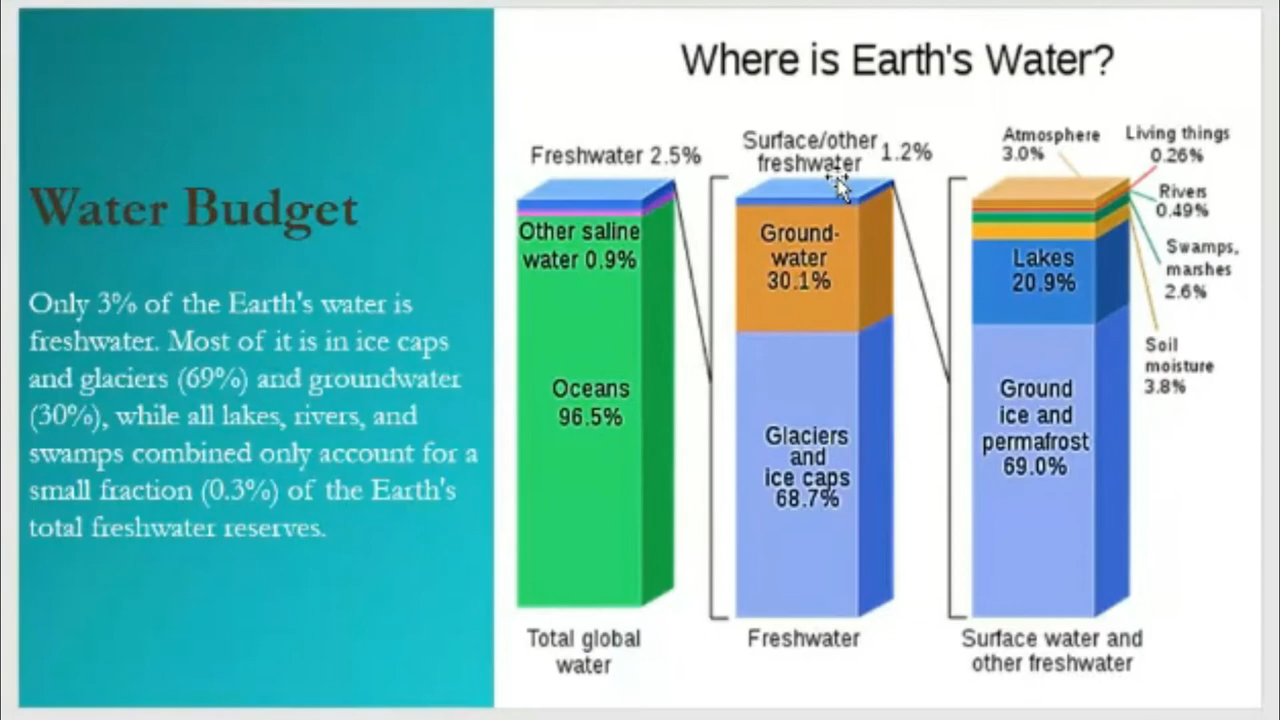 Water Budget
Only 3% of the Earth's water is
freshwater. Most of it is in ice caps
and glaciers (69%) and groundwater
(30%), while all lakes, rivers, and
swamps combined only account for a
small fraction (0.3%) of the Earth's
total freshwater reserves.
Where is Earth's Water?
Freshwater 2.5%
Other saline
water 0.9%
Oceans
96.5%
Total global
water
Surface/other
freshwater
1.2%
Ground-
water
30.1%
Glaciers
and
ice caps
68.7%
Freshwater
Atmosphere
3.0%
Living things
0.26%
Rivers
0.49%
Swamps,
marshes
2.6%
Soil
moisture
3.8%
Lakes
20.9%
Ground
ice and
permafrost
69.0%
Surface water and
other freshwater